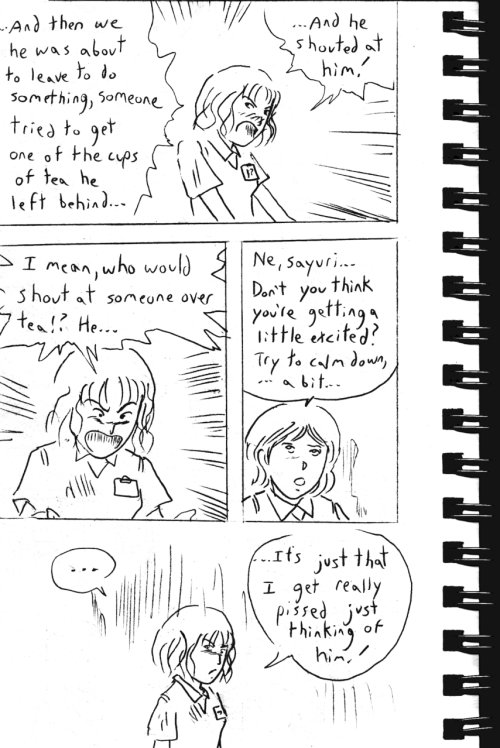 ..And then we
he was about
to leave to do
something, someone
tried to get
one of the cups
of tea he
left behind...
...And he
shouted at
him!
I mean, who would
shout at someone over
tea!? He...
Ne, sayuri...
Don't you think
you're getting a
little excited?
Try to calm down,
... a bit...
...
...It's just that
I get really
pissed just
thinking of
him!